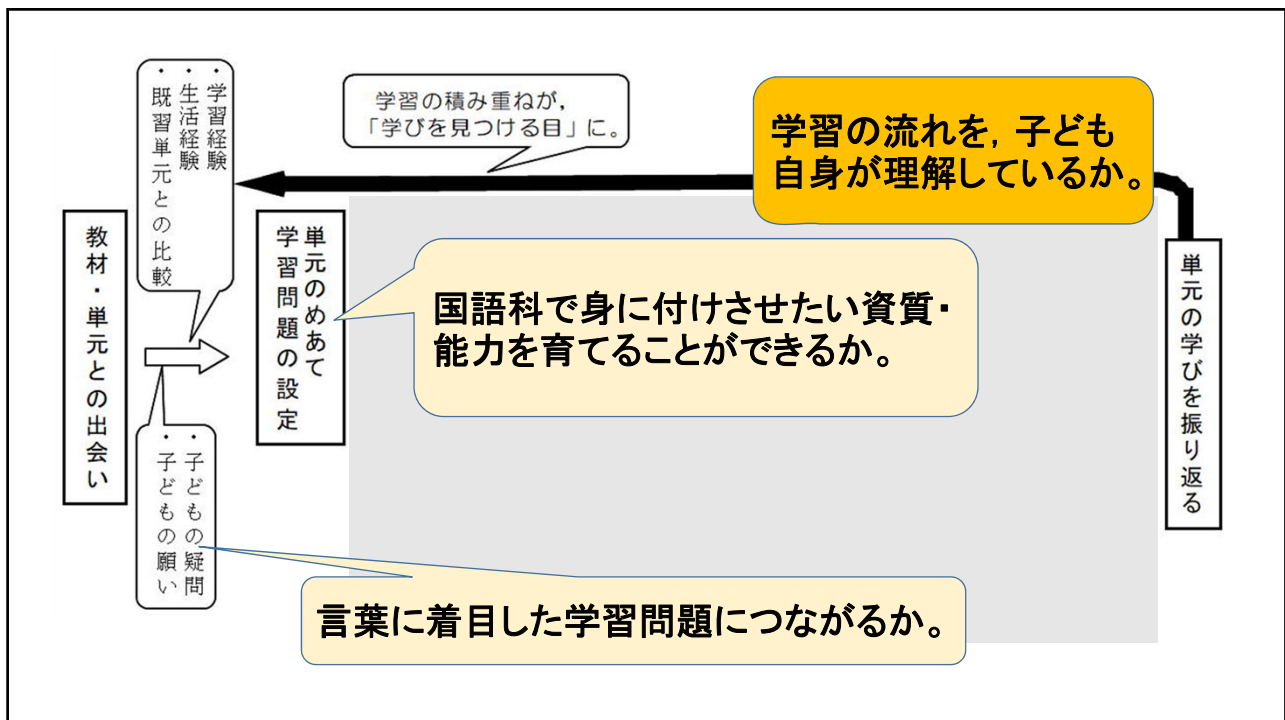 ・学習経験
・生活経験
・既習単元との比較
学習の積み重ねが，
「学びを見つける目」に。
学習の流れを，子ども
自身が理解しているか。
教材・単元との出会い
単元のめあて
学習問題の設定
国語科で身に付けさせたい資質・
能力を育てることができるか。
単元の学びを振り返る
・子どもの疑問
・子どもの願い
言葉に着目した学習問題につながるか。